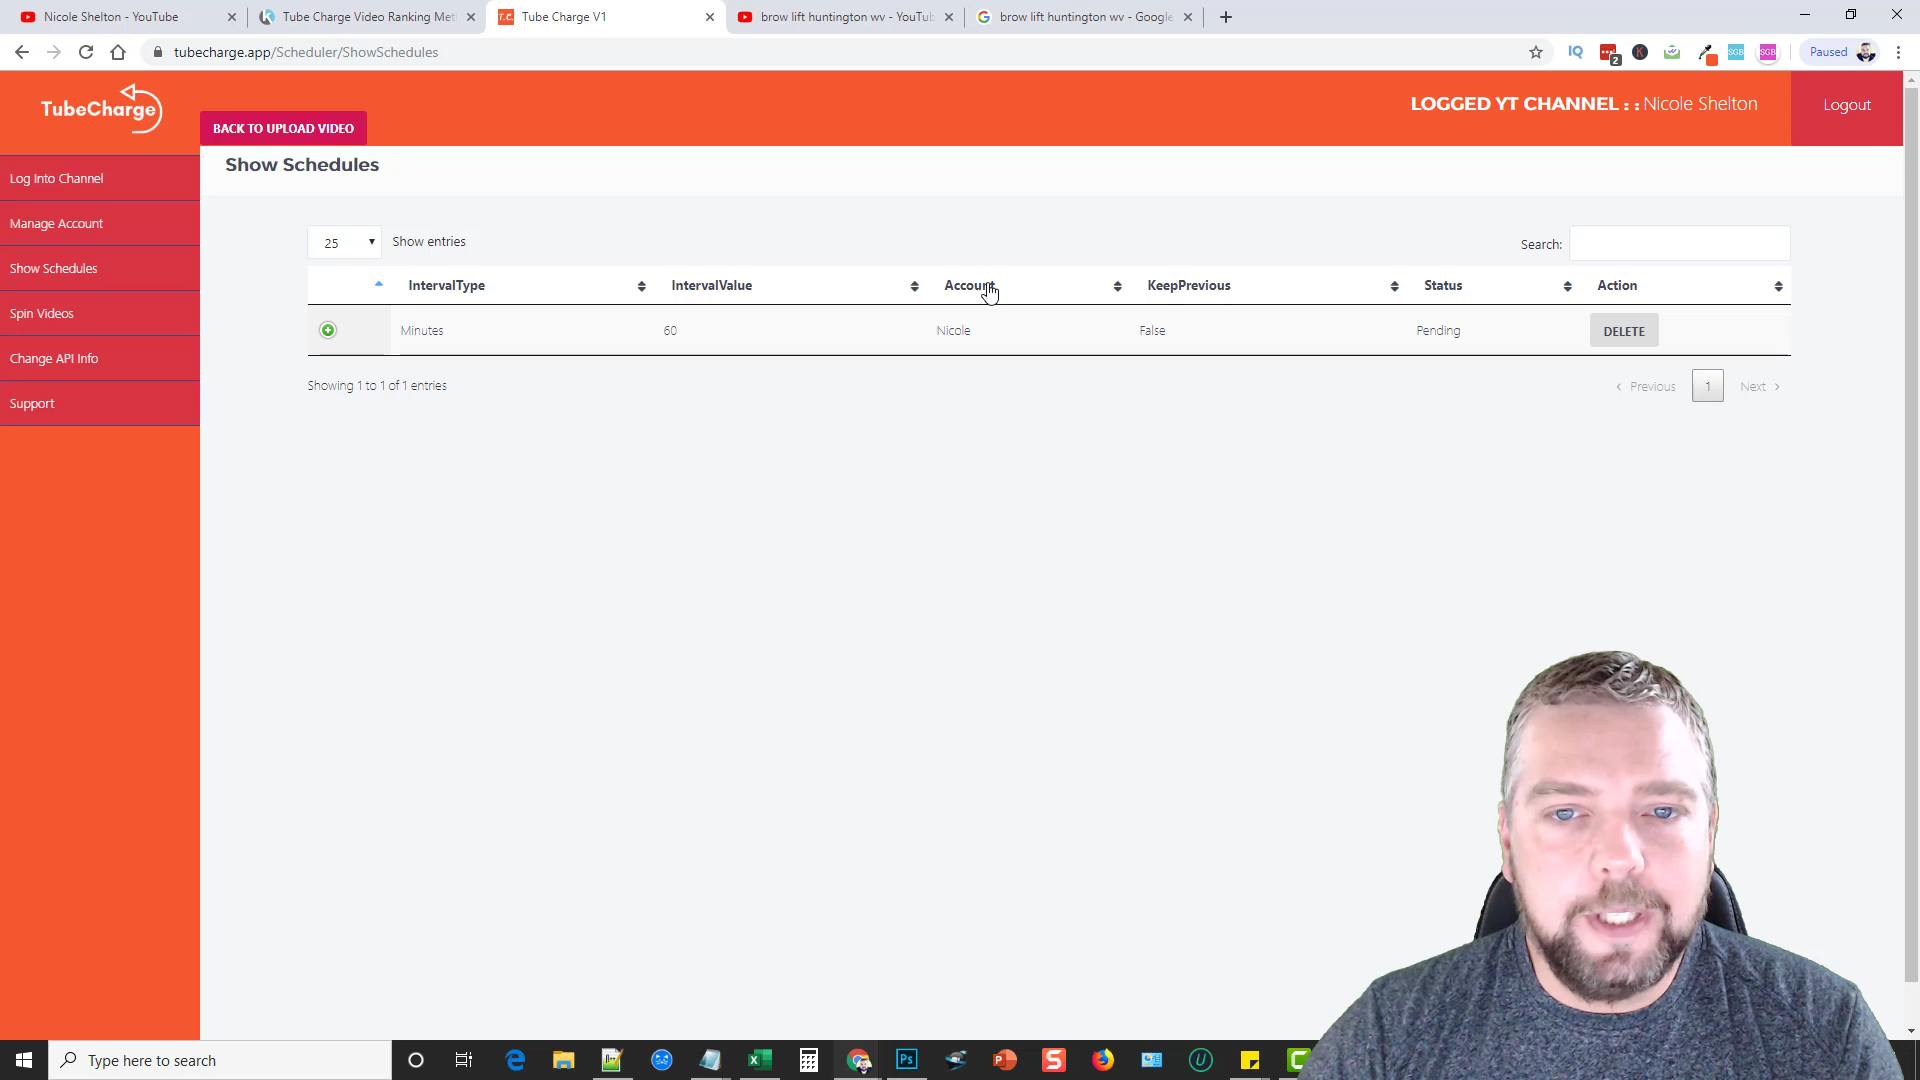 Nicole Shelton - YouTube
Tube Charge Video Ranking Met
Tube Charge V1
brow lift huntington wv - YouTub
brow lift huntington wv - Google
tubecharge.app/Scheduler/ShowSchedules
IQ
2
K
SGB
SGB
Paused
TubeCharge
BACK TO UPLOAD VIDEO
LOGGED YT CHANNEL : : Nicole Shelton
Logout
Show Schedules
Log Into Channel
Manage Account
Show Schedules
Spin Videos
Change API Info
Support
25
Show entries
Search:
IntervalType
IntervalValue
Account
KeepPrevious
Status
Action
Minutes
60
Nicole
False
Pending
DELETE
Showing 1 to 1 of 1 entries
‹ Previous
1
Next ›
Type here to search